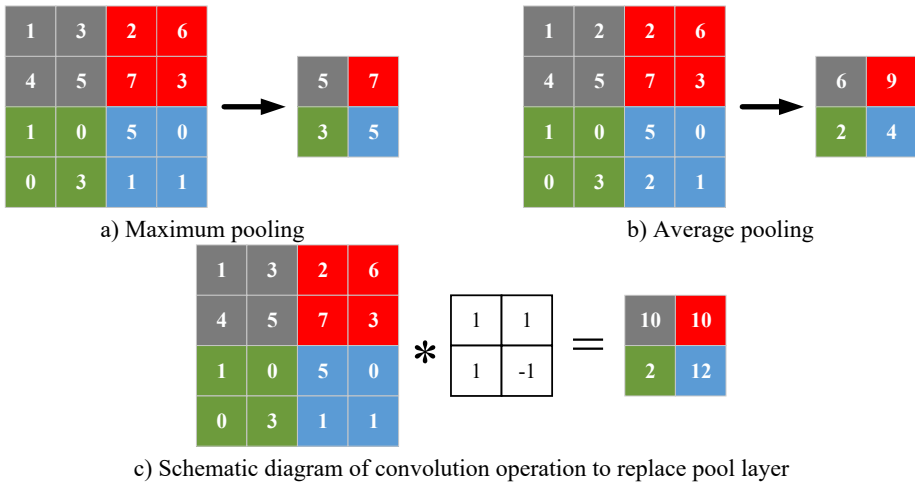 1 3 2 6
4 5 7 3
1 0 5 0
0 3 1 1
5 7
3 5
a) Maximum pooling
1 2 2 6
4 5 7 3
1 0 5 0
0 3 2 1
6 9
2 4
b) Average pooling
1 3 2 6
4 5 7 3
1 0 5 0
0 3 1 1
*
1 1
1 -1
=
10 10
2 12
c) Schematic diagram of convolution operation to replace pool layer